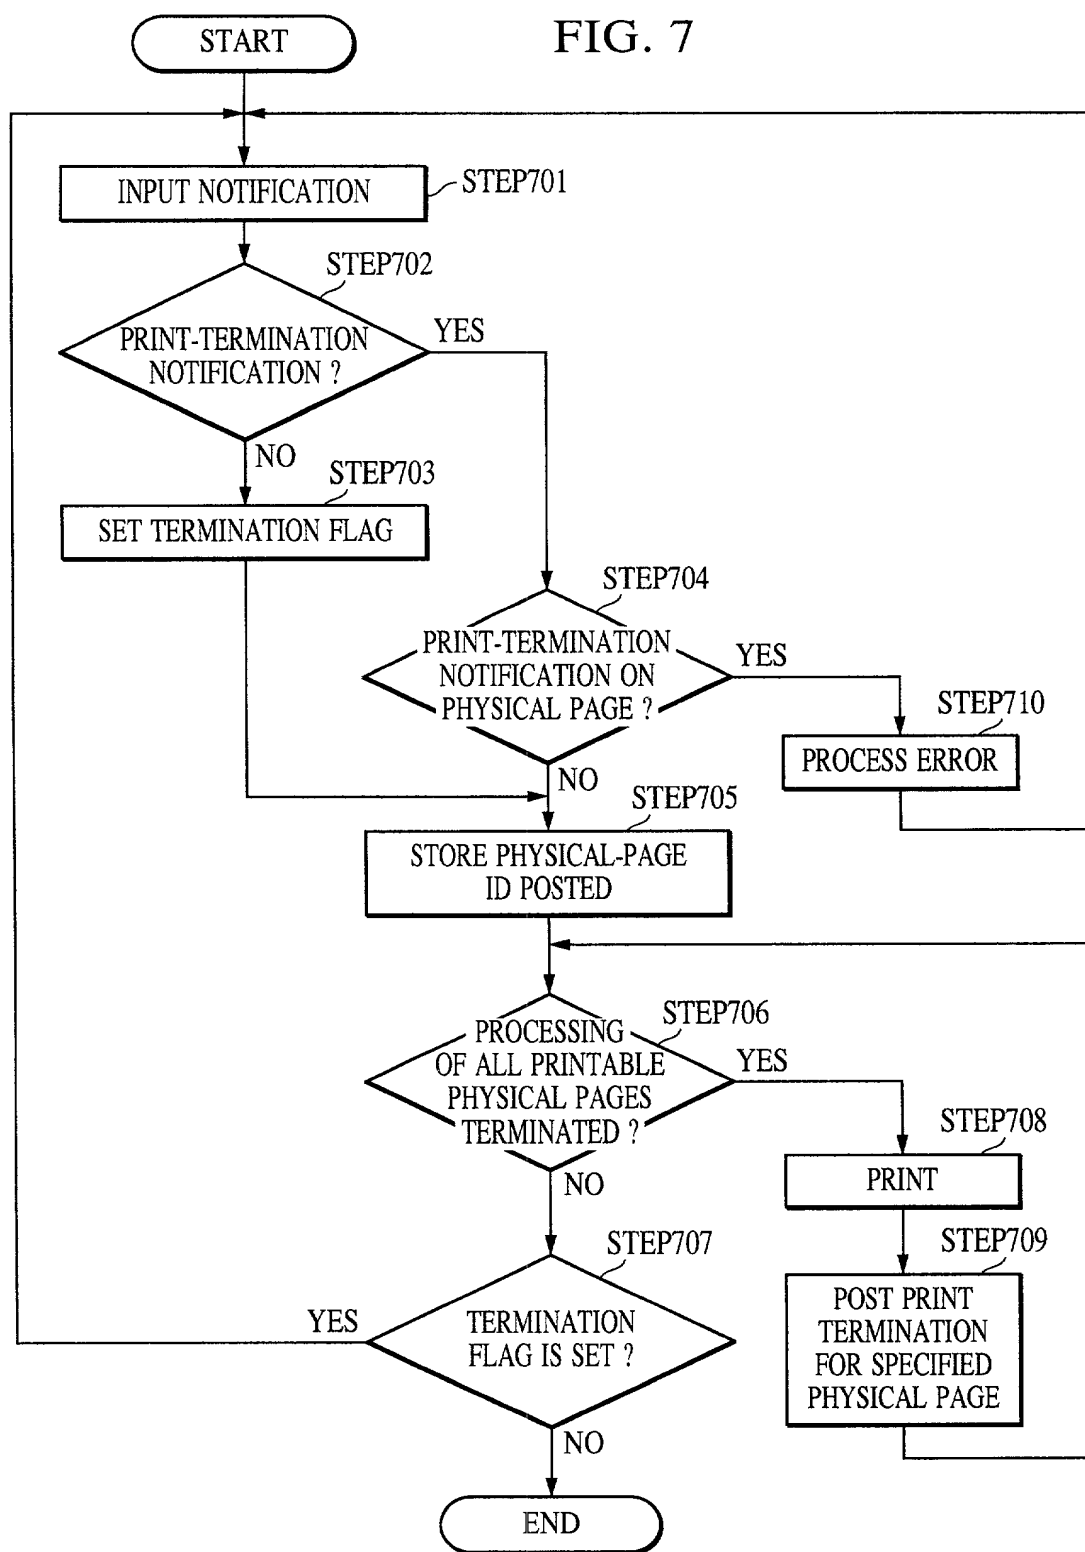 START
FIG. 7
INPUT NOTIFICATION
STEP701
STEP702
PRINT-TERMINATION
NOTIFICATION ?
YES
NO
STEP703
SET TERMINATION FLAG
STEP704
PRINT-TERMINATION
NOTIFICATION ON
PHYSICAL PAGE ?
YES
NO
STEP710
PROCESS ERROR
STEP705
STORE PHYSICAL-PAGE
ID POSTED
STEP706
PROCESSING
OF ALL PRINTABLE
PHYSICAL PAGES
TERMINATED ?
YES
NO
STEP708
PRINT
STEP707
TERMINATION
FLAG IS SET ?
YES
NO
STEP709
POST PRINT
TERMINATION
FOR SPECIFIED
PHYSICAL PAGE
END